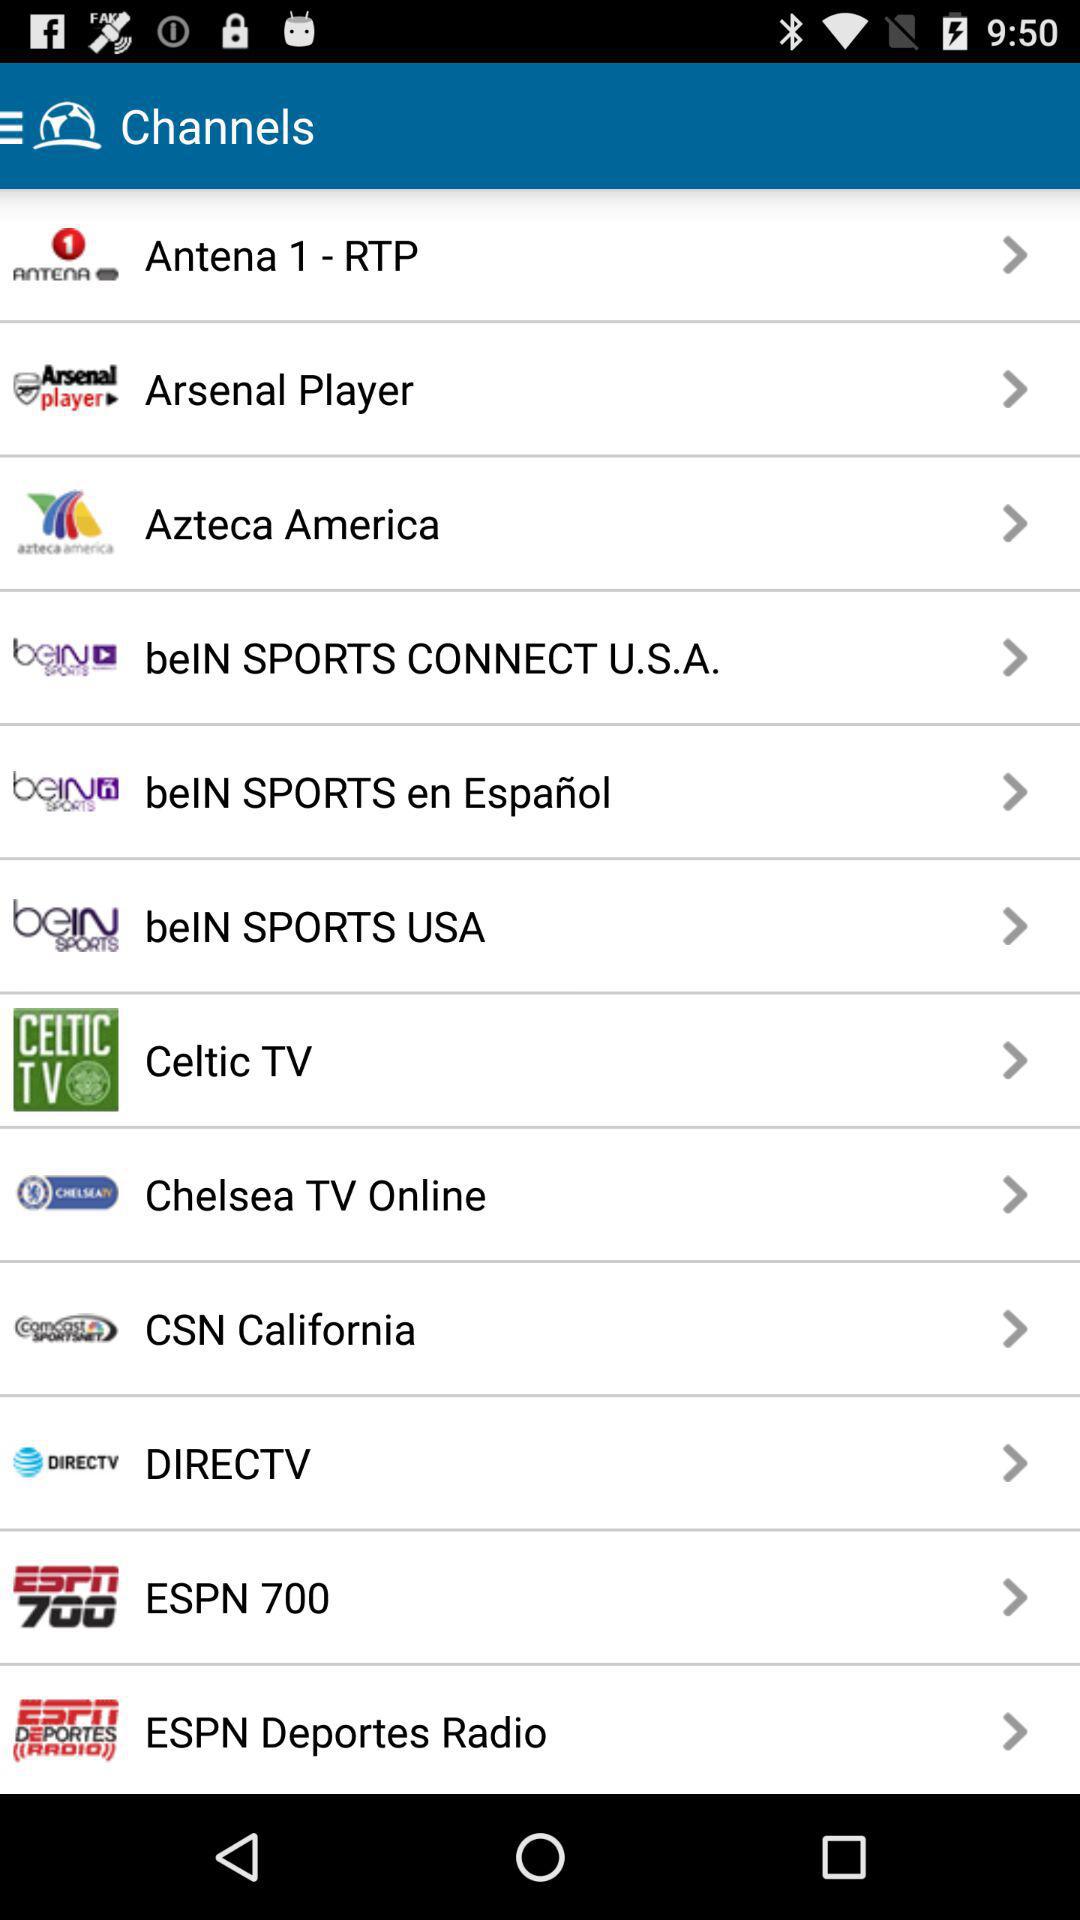 FAK
9:50
Channels
1
ANTENA
Antena 1 - RTP
Arsenal
player
Arsenal Player
azteca america
Azteca America
beIN
SPORTS
beIN SPORTS CONNECT U.S.A.
beIN ñ
SPORTS
beIN SPORTS en Español
beIN
SPORTS
beIN SPORTS USA
CELTIC
TV
Celtic TV
CHELSEA TV
Chelsea TV Online
Comcast
SPORTSNET
CSN California
DIRECTV
DIRECTV
ESPN
700
ESPN 700
ESPN
DEPORTES
((RADIO))
ESPN Deportes Radio